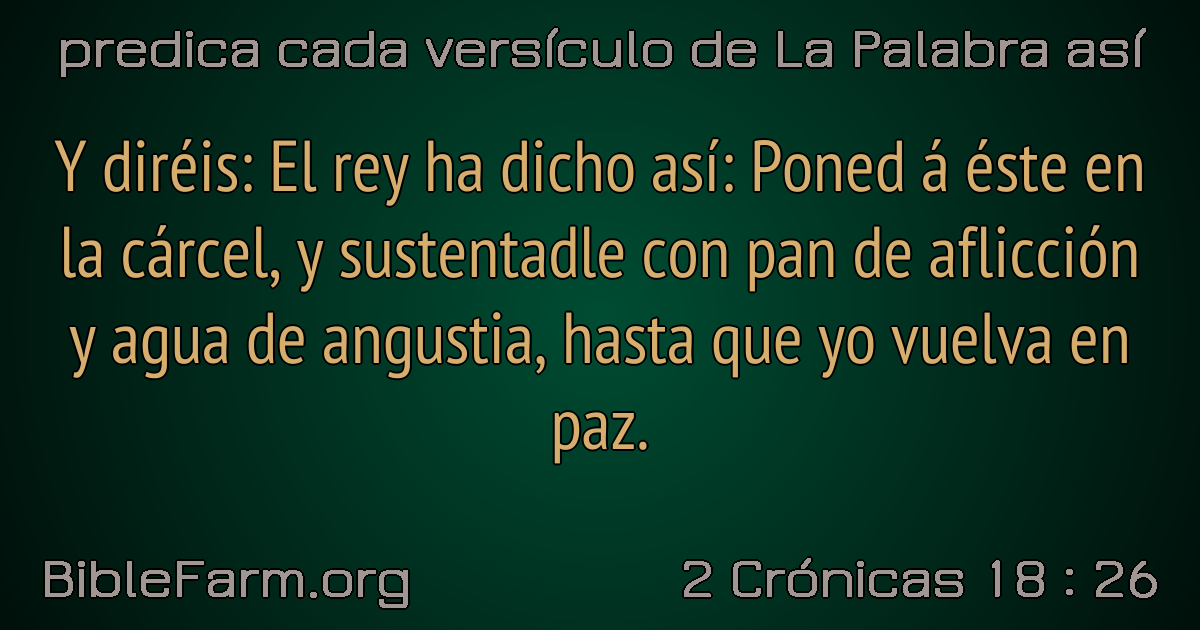 predica cada versículo de La Palabra así
Y diréis: El rey ha dicho así: Poned á éste en
la cárcel, y sustentadle con pan de aflicción
y agua de angustia, hasta que yo vuelva en
paz.
BibleFarm.org
2 Crónicas 18 : 26